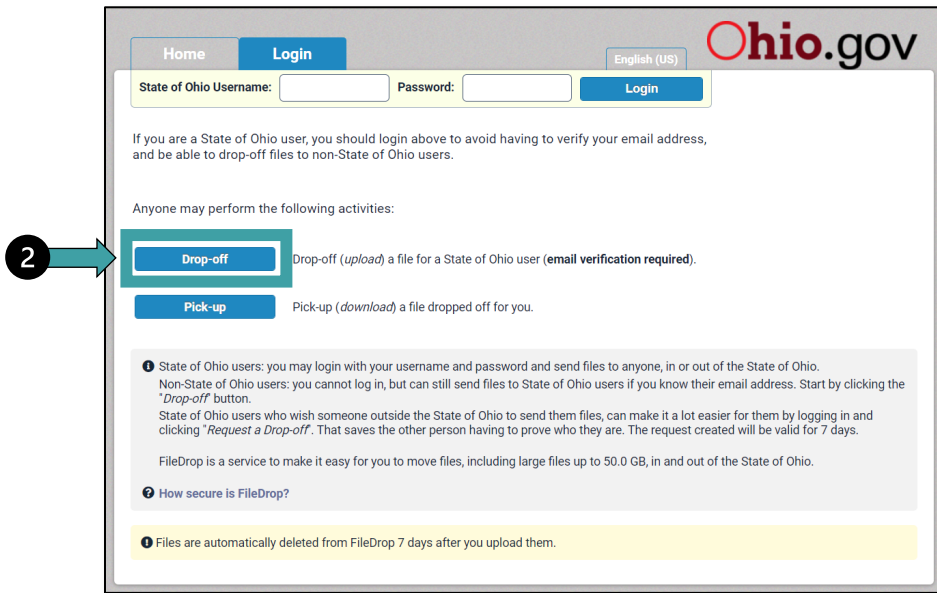 Home
Login
English (US)
Ohio.gov
State of Ohio Username:
Password:
Login
If you are a State of Ohio user, you should login above to avoid having to verify your email address,
and be able to drop-off files to non-State of Ohio users.
Anyone may perform the following activities:
2
Drop-off
Drop-off (upload) a file for a State of Ohio user (email verification required).
Pick-up
Pick-up (download) a file dropped off for you.
State of Ohio users: you may login with your username and password and send files to anyone, in or out of the State of Ohio.
Non-State of Ohio users: you cannot log in, but can still send files to State of Ohio users if you know their email address. Start by clicking the
"Drop-off" button.
State of Ohio users who wish someone outside the State of Ohio to send them files, can make it a lot easier for them by logging in and
clicking "Request a Drop-off". That saves the other person having to prove who they are. The request created will be valid for 7 days.
FileDrop is a service to make it easy for you to move files, including large files up to 50.0 GB, in and out of the State of Ohio.
How secure is FileDrop?
Files are automatically deleted from FileDrop 7 days after you upload them.